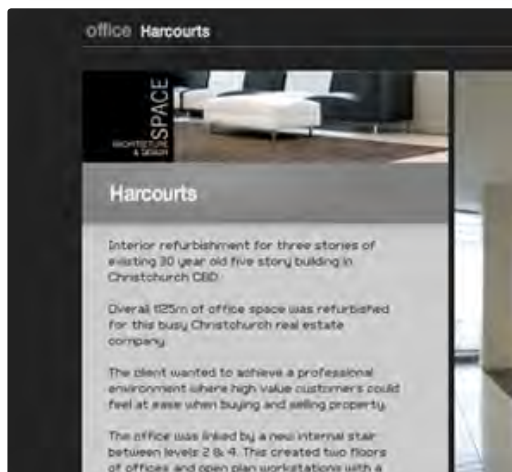 office Harcourts
SPACE
ARCHITECTURE
& DESIGN
Harcourts
Interior refurbishment for three stories of
existing 30 year old five story building in
Christchurch CBD.
Overall 1125m of office space was refurbished
for this busy Christchurch real estate
company.
The client wanted to achieve a professional
environment where high value customers could
feel at ease when buying and selling property.
The office was linked by a new internal stair
between levels 2 & 4. This created two floors
of offices and open plan workstations with a